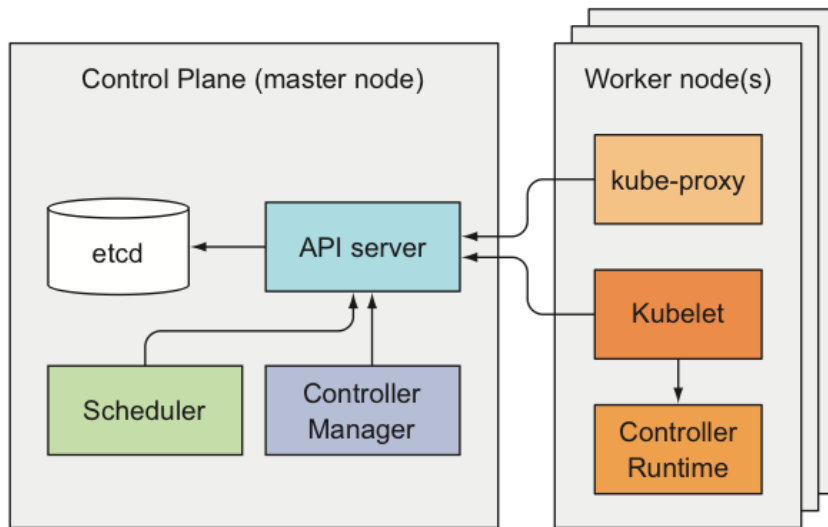 Control Plane (master node)
Worker node(s)
kube-proxy
etcd
API server
Kubelet
Scheduler
Controller
Manager
Controller
Runtime